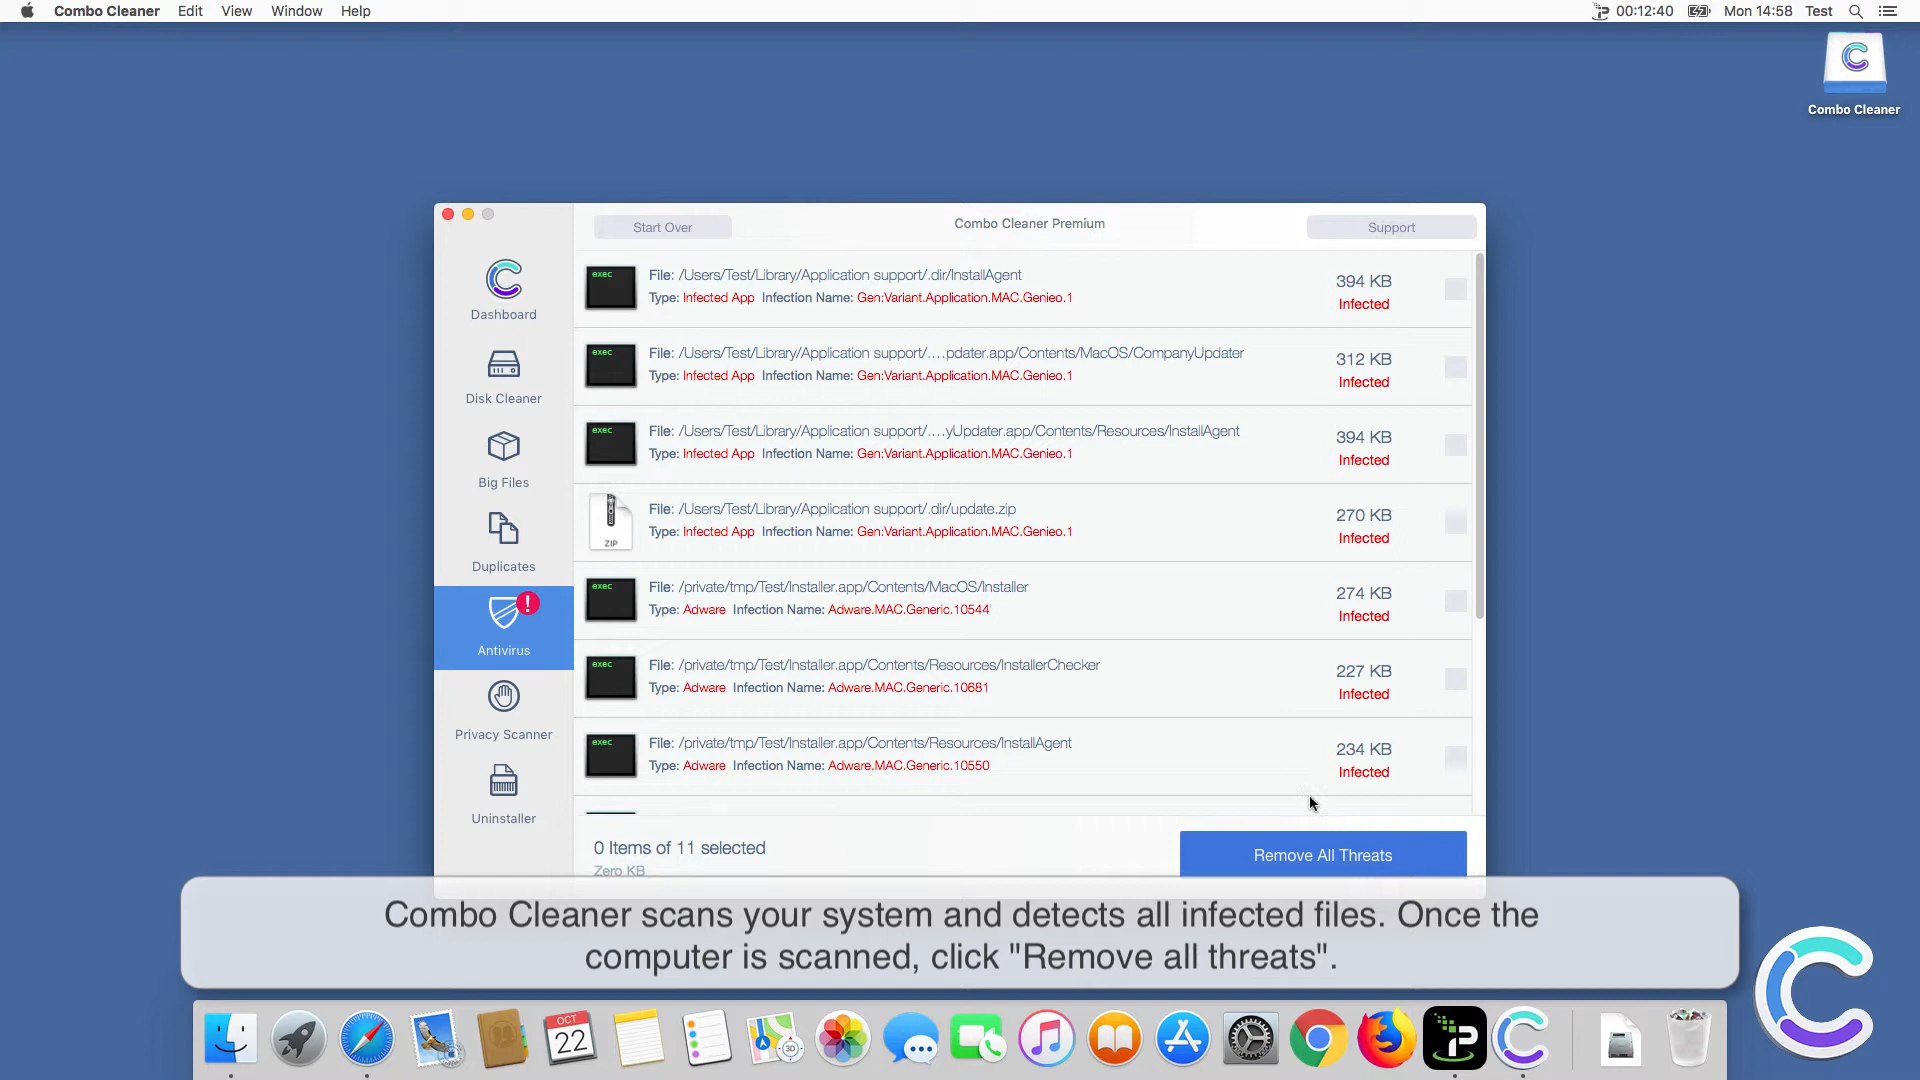 Combo Cleaner Edit View Window Help 00:12:40 Mon 14:58 Test
Combo Cleaner
Start Over Combo Cleaner Premium Support
Dashboard
Disk Cleaner
Big Files
Duplicates
Antivirus
Privacy Scanner
Uninstaller
exec
File: /Users/Test/Library/Application support/.dir/InstallAgent
Type: Infected App Infection Name: Gen:Variant.Application.MAC.Genieo.1
394 KB
Infected
exec
File: /Users/Test/Library/Application support/....pdater.app/Contents/MacOS/CompanyUpdater
Type: Infected App Infection Name: Gen:Variant.Application.MAC.Genieo.1
312 KB
Infected
exec
File: /Users/Test/Library/Application support/....yUpdater.app/Contents/Resources/InstallAgent
Type: Infected App Infection Name: Gen:Variant.Application.MAC.Genieo.1
394 KB
Infected
ZIP
File: /Users/Test/Library/Application support/.dir/update.zip
Type: Infected App Infection Name: Gen:Variant.Application.MAC.Genieo.1
270 KB
Infected
exec
File: /private/tmp/Test/Installer.app/Contents/MacOS/Installer
Type: Adware Infection Name: Adware.MAC.Generic.10544
274 KB
Infected
exec
File: /private/tmp/Test/Installer.app/Contents/Resources/InstallerChecker
Type: Adware Infection Name: Adware.MAC.Generic.10681
227 KB
Infected
exec
File: /private/tmp/Test/Installer.app/Contents/Resources/InstallAgent
Type: Adware Infection Name: Adware.MAC.Generic.10550
234 KB
Infected
0 Items of 11 selected
Zero KB
Remove All Threats
Combo Cleaner scans your system and detects all infected files. Once the
computer is scanned, click "Remove all threats".
OCT
22
3D